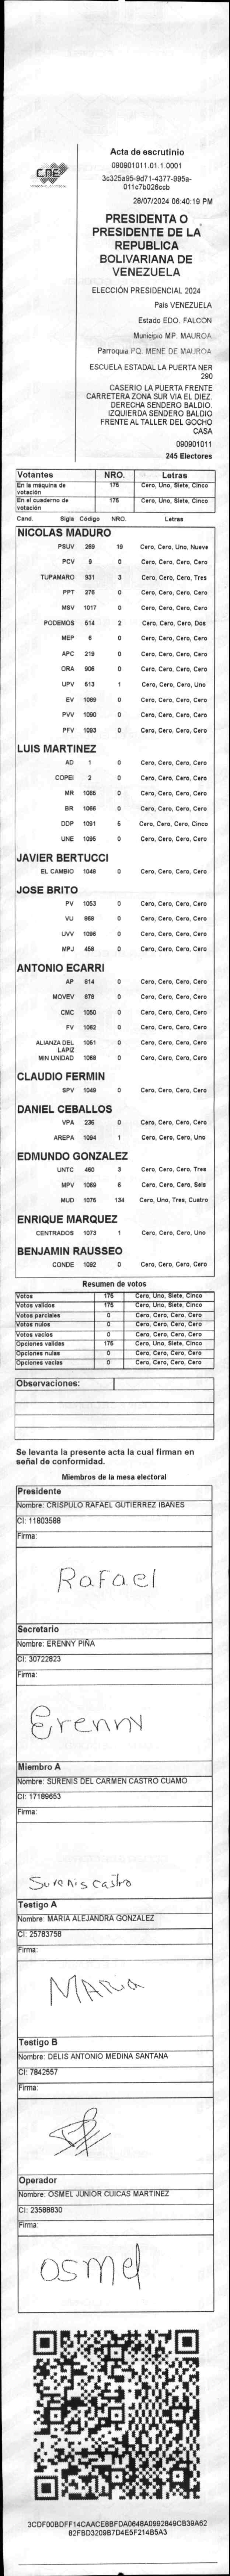 CNE
Acta de escrutinio
090901011.01.1.0001
3c325a95-9d71-4377-995a-
011c7b026ccb
28/07/2024 06:40:19 PM
PRESIDENTA O
PRESIDENTE DE LA
REPUBLICA
BOLIVARIANA DE
VENEZUELA
ELECCIÓN PRESIDENCIAL 2024
Pais VENEZUELA
Estado EDO. FALCON
Municipio MP. MAUROA
Parroquia PQ. MENE DE MAUROA
ESCUELA ESTADAL LA PUERTA NER
290
CASERIO LA PUERTA FRENTE
CARRETERA ZONA SUR VIA EL DIEZ.
DERECHA SENDERO BALDIO.
IZQUIERDA SENDERO BALDIO
FRENTE AL TALLER DEL GOCHO
CASA
090901011
245 Electores
Votantes NRO. Letras
En la máquina de votación 175 Cero, Uno, Siete, Cinco
En el cuaderno de votación 175 Cero, Uno, Siete, Cinco
Cand. Sigla Código NRO. Letras
NICOLAS MADURO
PSUV 269 19 Cero, Cero, Uno, Nueve
PCV 9 0 Cero, Cero, Cero, Cero
TUPAMARO 931 3 Cero, Cero, Cero, Tres
PPT 276 0 Cero, Cero, Cero, Cero
MSV 1017 0 Cero, Cero, Cero, Cero
PODEMOS 514 2 Cero, Cero, Cero, Dos
MEP 6 0 Cero, Cero, Cero, Cero
APC 219 0 Cero, Cero, Cero, Cero
ORA 906 0 Cero, Cero, Cero, Cero
UPV 513 1 Cero, Cero, Cero, Uno
EV 1089 0 Cero, Cero, Cero, Cero
PVV 1090 0 Cero, Cero, Cero, Cero
PFV 1093 0 Cero, Cero, Cero, Cero
LUIS MARTINEZ
AD 1 0 Cero, Cero, Cero, Cero
COPEI 2 0 Cero, Cero, Cero, Cero
MR 1065 0 Cero, Cero, Cero, Cero
BR 1066 0 Cero, Cero, Cero, Cero
DDP 1091 5 Cero, Cero, Cero, Cinco
UNE 1095 0 Cero, Cero, Cero, Cero
JAVIER BERTUCCI
EL CAMBIO 1048 0 Cero, Cero, Cero, Cero
JOSE BRITO
PV 1053 0 Cero, Cero, Cero, Cero
VU 868 0 Cero, Cero, Cero, Cero
UVV 1096 0 Cero, Cero, Cero, Cero
MPJ 458 0 Cero, Cero, Cero, Cero
ANTONIO ECARRI
AP 814 0 Cero, Cero, Cero, Cero
MOVEV 978 0 Cero, Cero, Cero, Cero
CMC 1050 0 Cero, Cero, Cero, Cero
FV 1062 0 Cero, Cero, Cero, Cero
ALIANZA DEL LAPIZ 1051 0 Cero, Cero, Cero, Cero
MIN UNIDAD 1068 0 Cero, Cero, Cero, Cero
CLAUDIO FERMIN
SPV 1049 0 Cero, Cero, Cero, Cero
DANIEL CEBALLOS
VPA 236 0 Cero, Cero, Cero, Cero
AREPA 1094 1 Cero, Cero, Cero, Uno
EDMUNDO GONZALEZ
UNTC 460 3 Cero, Cero, Cero, Tres
MPV 1069 6 Cero, Cero, Cero, Seis
MUD 1075 134 Cero, Uno, Tres, Cuatro
ENRIQUE MARQUEZ
CENTRADOS 1073 1 Cero, Cero, Cero, Uno
BENJAMIN RAUSSEO
CONDE 1092 0 Cero, Cero, Cero, Cero
Resumen de votos
Votos 175 Cero, Uno, Siete, Cinco
Votos validos 175 Cero, Uno, Siete, Cinco
Votos parciales 0 Cero, Cero, Cero, Cero
Votos nulos 0 Cero, Cero, Cero, Cero
Votos vacios 0 Cero, Cero, Cero, Cero
Opciones validas 175 Cero, Uno, Siete, Cinco
Opciones nulas 0 Cero, Cero, Cero, Cero
Opciones vacias 0 Cero, Cero, Cero, Cero
Observaciones:
Se levanta la presente acta la cual firman en
señal de conformidad.
Miembros de la mesa electoral
Presidente
Nombre: CRISPULO RAFAEL GUTIERREZ IBAÑES
CI: 11803588
Firma:
Rafael
Secretario
Nombre: ERENNY PIÑA
CI: 30722823
Firma:
Erenny
Miembro A
Nombre: SURENIS DEL CARMEN CASTRO CUAMO
CI: 17189653
Firma:
Surenis castro
Testigo A
Nombre: MARIA ALEJANDRA GONZALEZ
CI: 25783758
Firma:
MARIA
Testigo B
Nombre: DELIS ANTONIO MEDINA SANTANA
CI: 7842557
Firma:
Operador
Nombre: OSMEL JUNIOR CUICAS MARTINEZ
CI: 23588830
Firma:
osmel
3CDF00BDFF14CAACE8BFDA0648A0992849CB39A62
82FBD3209B7D4E5F214B5A3